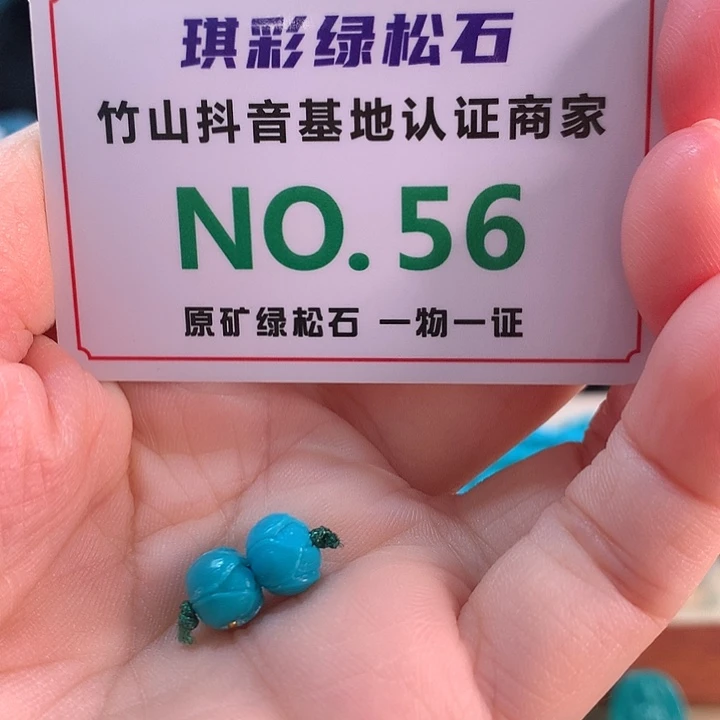 琪彩绿松石
竹山抖音基地认证商家
NO.56
原矿绿松石 一物一证